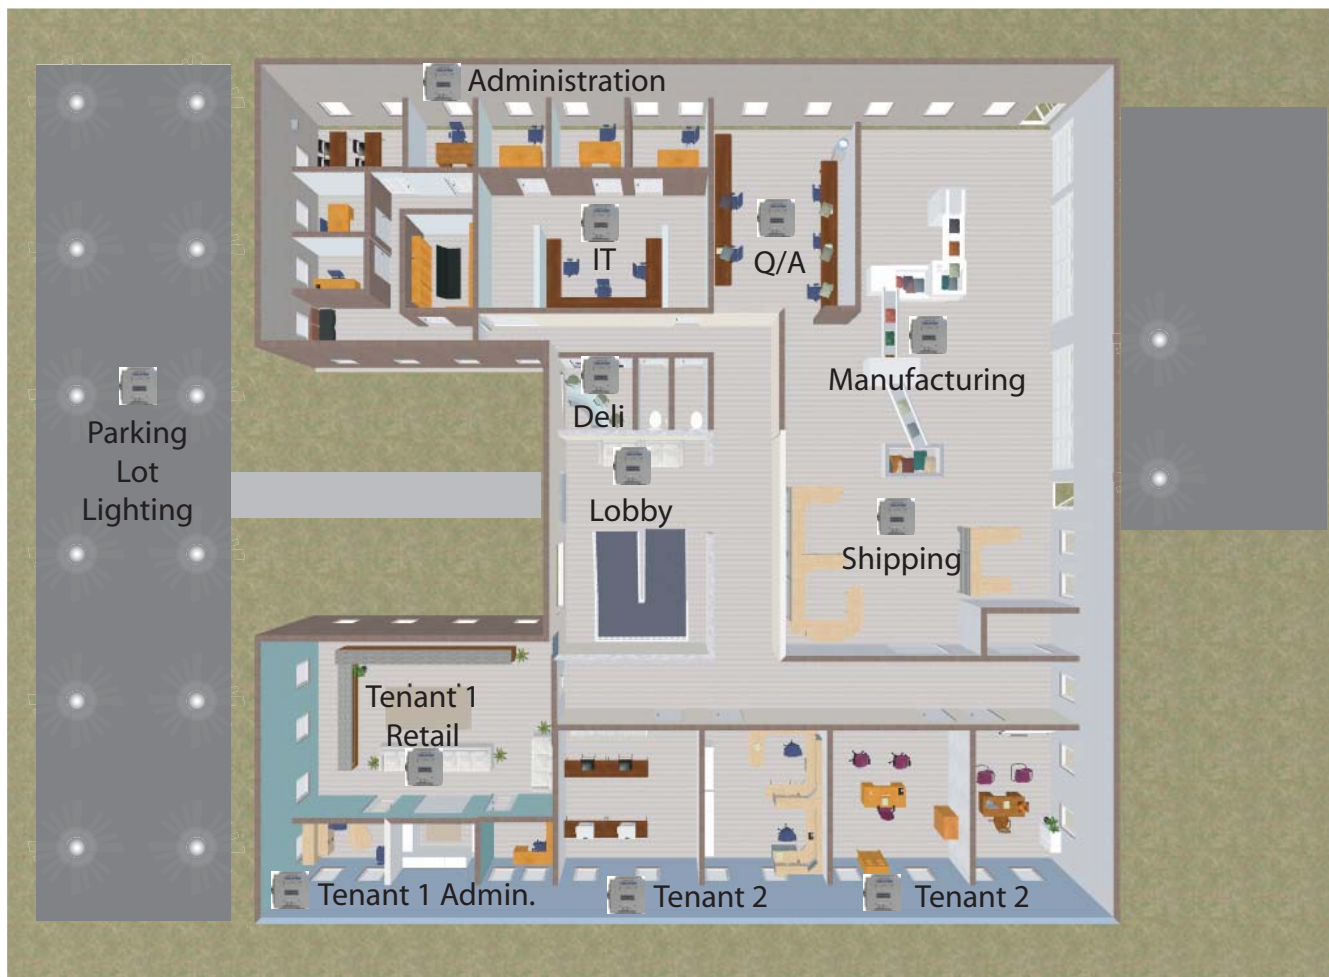 Administration
IT
Q/A
Manufacturing
Parking
Lot
Lighting
Deli
Lobby
Shipping
Tenant 1
Retail
Tenant 1 Admin.
Tenant 2
Tenant 2